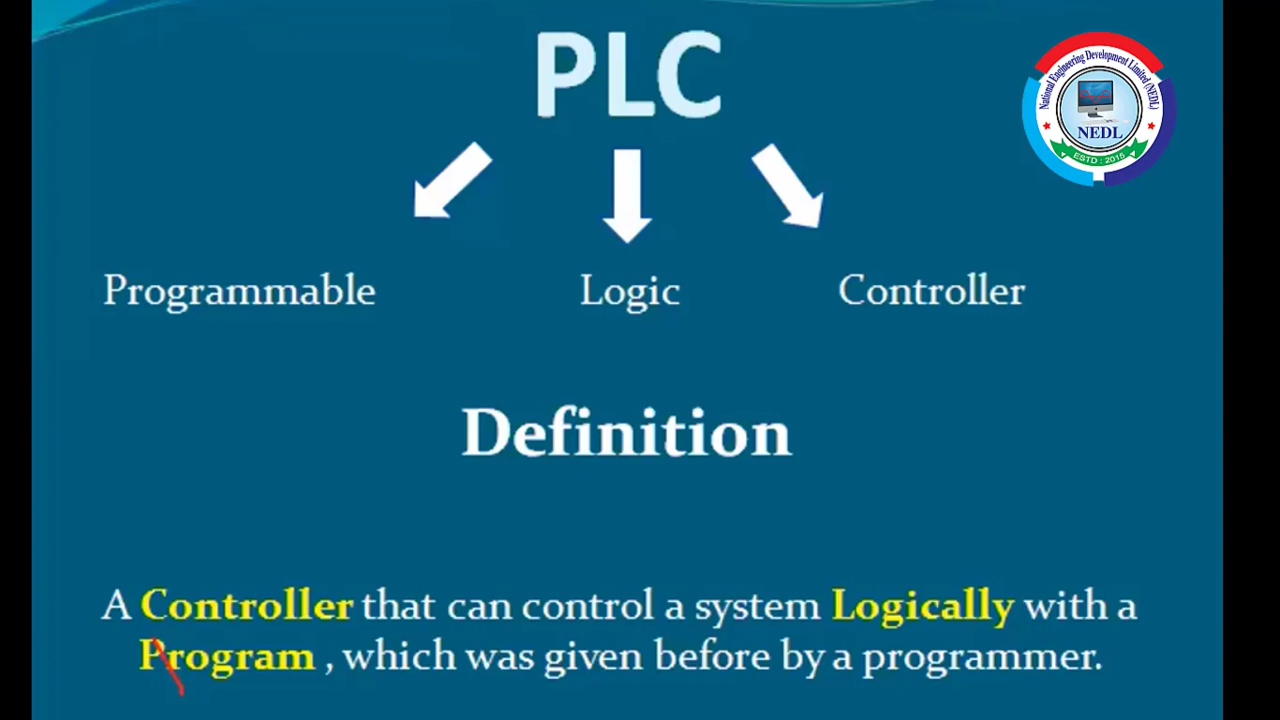 PLC
National Engineering Development Limited (NEDL)
NEDL
ESTD : 2015
Programmable Logic Controller
Definition
A Controller that can control a system Logically with a
Program , which was given before by a programmer.